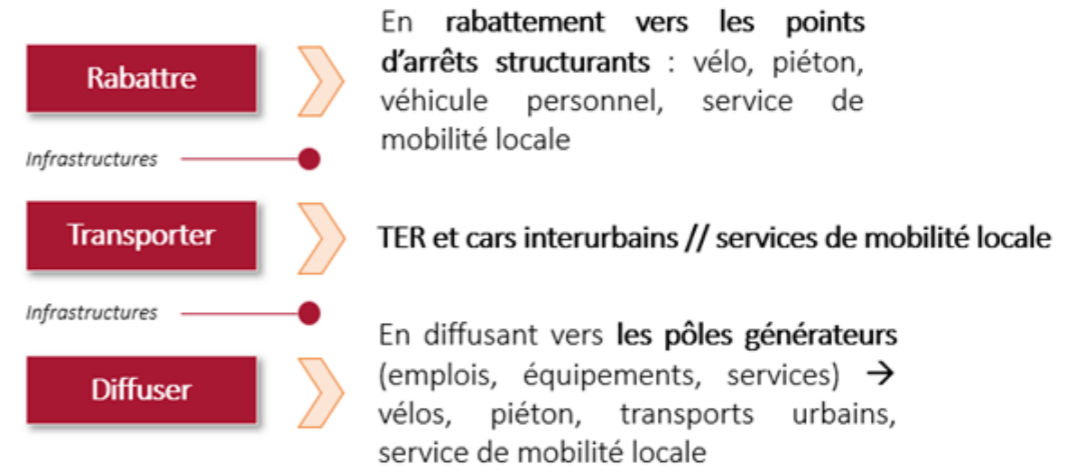 Rabattre
En rabattement vers les points
d'arrêts structurants : vélo, piéton,
véhicule personnel, service de
mobilité locale
Infrastructures
Transporter
TER et cars interurbains // services de mobilité locale
Infrastructures
Diffuser
En diffusant vers les pôles générateurs
(emplois, équipements, services) →
vélos, piéton, transports urbains,
service de mobilité locale